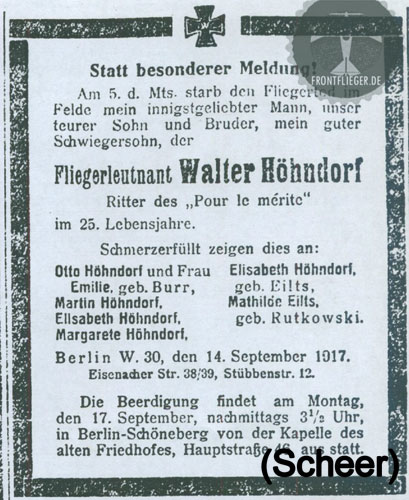 W
FRONTFLIEGER.DE
Statt besonderer Meldung!
Am 5. d. Mts. starb den Fliegertod im
Felde mein innigstgeliebter Mann, unser
teurer Sohn und Bruder, mein guter
Schwiegersohn, der
Fliegerleutnant Walter Höhndorf
Ritter des „Pour le mérite"
im 25. Lebensjahre.
Schmerzerfüllt zeigen dies an:
Otto Höhndorf und Frau
Emilie, geb. Burr,
Martin Höhndorf,
Elisabeth Höhndorf,
Margarete Höhndorf,
Elisabeth Höhndorf,
geb. Eilts,
Mathilde Eilts,
geb. Rutkowski.
Berlin W. 30, den 14. September 1917.
Eisenacher Str. 38/39, Stübbenstr. 12.
Die Beerdigung findet am Montag,
den 17. September, nachmittags 3½ Uhr,
in Berlin-Schöneberg von der Kapelle des
alten Friedhofes, Hauptstraße aus statt.
(Scheer)